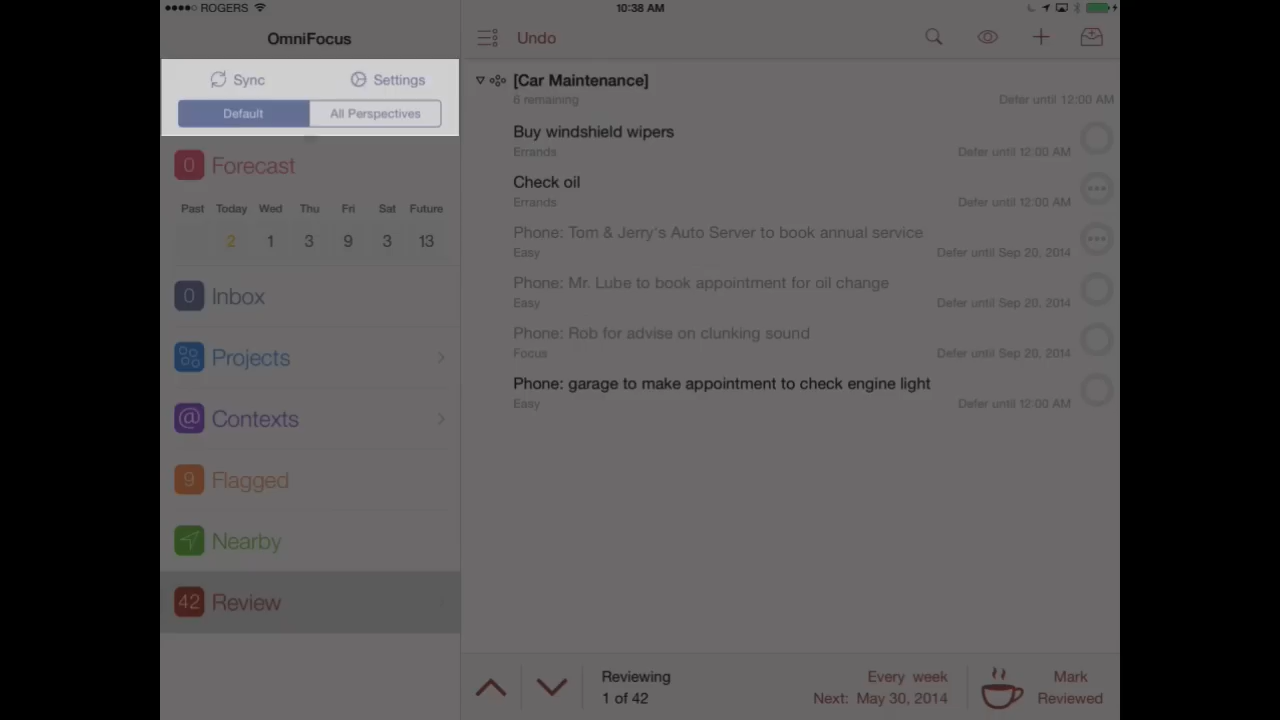 ROGERS
10:38 AM
OmniFocus
Undo
Sync
Settings
Default
All Perspectives
0 Forecast
Past Today Wed Thu Fri Sat Future
2 1 3 9 3 13
0 Inbox
Projects
@ Contexts
9 Flagged
Nearby
42 Review
[Car Maintenance]
6 remaining
Defer until 12:00 AM
Buy windshield wipers
Errands
Defer until 12:00 AM
Check oil
Errands
Defer until 12:00 AM
Phone: Tom & Jerry's Auto Server to book annual service
Easy
Defer until Sep 20, 2014
Phone: Mr. Lube to book appointment for oil change
Easy
Defer until Sep 20, 2014
Phone: Rob for advise on clunking sound
Focus
Defer until Sep 20, 2014
Phone: garage to make appointment to check engine light
Easy
Defer until 12:00 AM
Reviewing
1 of 42
Every week
Next: May 30, 2014
Mark
Reviewed